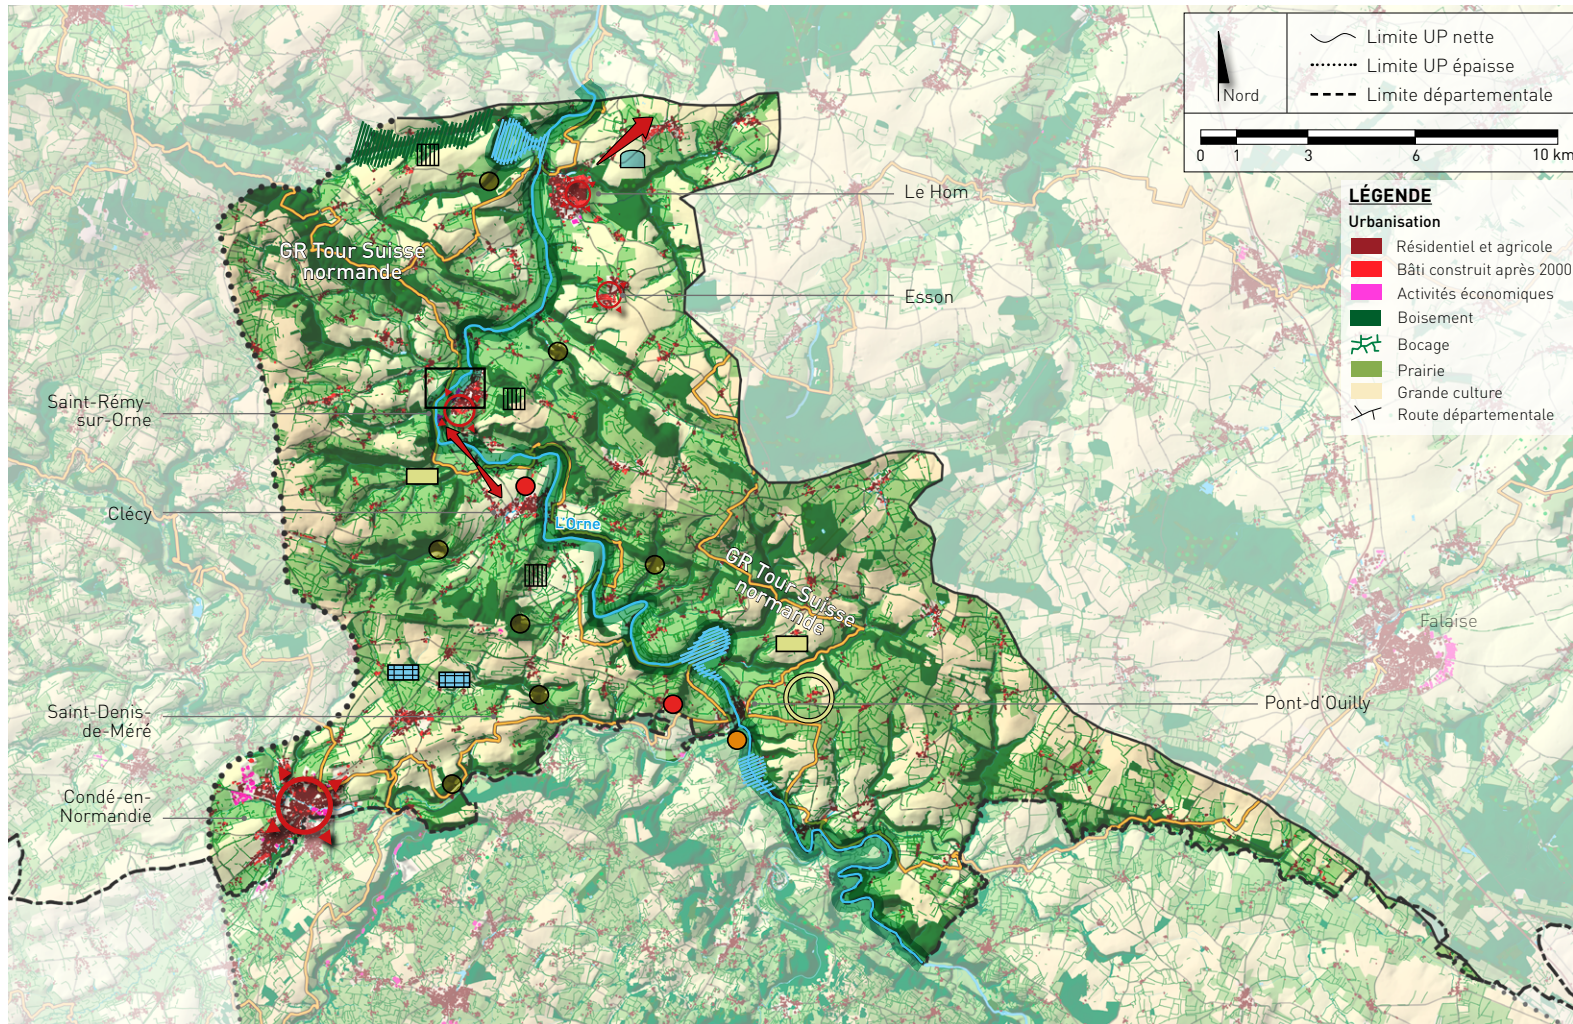 Nord
Limite UP nette
Limite UP épaisse
Limite départementale
0 1 3 6 10 km
LÉGENDE
Urbanisation
Résidentiel et agricole
Bâti construit après 2000
Activités économiques
Boisement
Bocage
Prairie
Grande culture
Route départementale
Le Hom
GR Tour Suisse
normande
Esson
Saint-Rémy-
sur-Orne
Clécy
L'Orne
GR Tour Suisse
normande
Falaise
Saint-Denis-
de-Méré
Pont-d'Ouilly
Condé-en-
Normandie